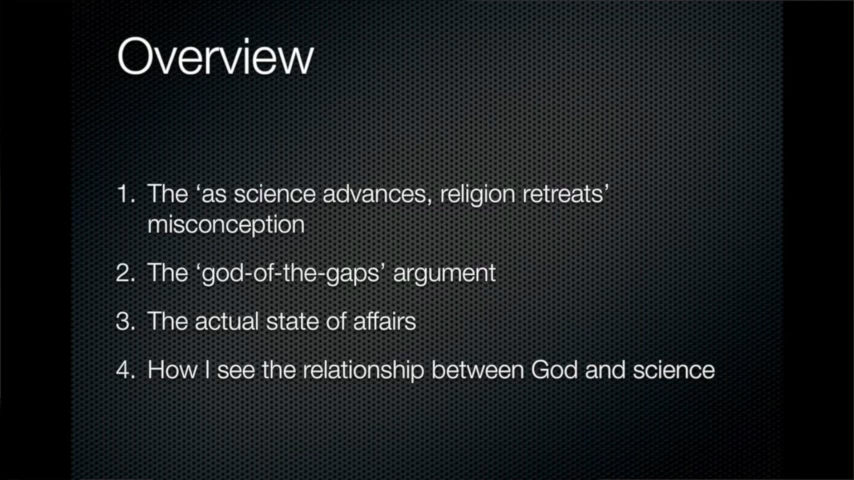 Overview
1. The ‘as science advances, religion retreats’
misconception
2. The ‘god-of-the-gaps’ argument
3. The actual state of affairs
4. How I see the relationship between God and science